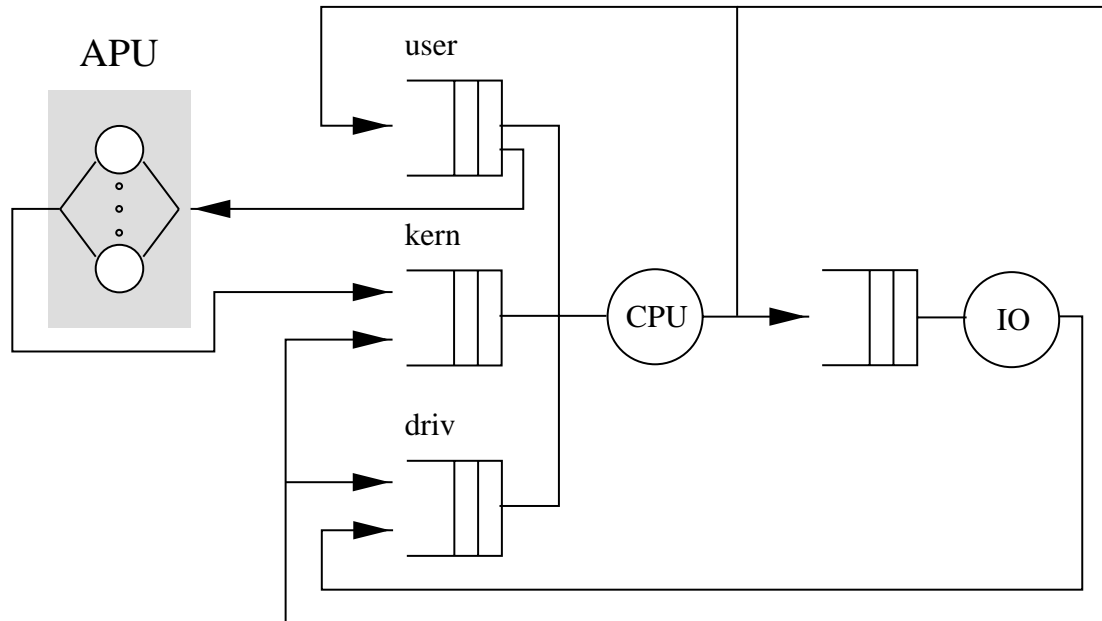 user
APU
kern
CPU
IO
driv